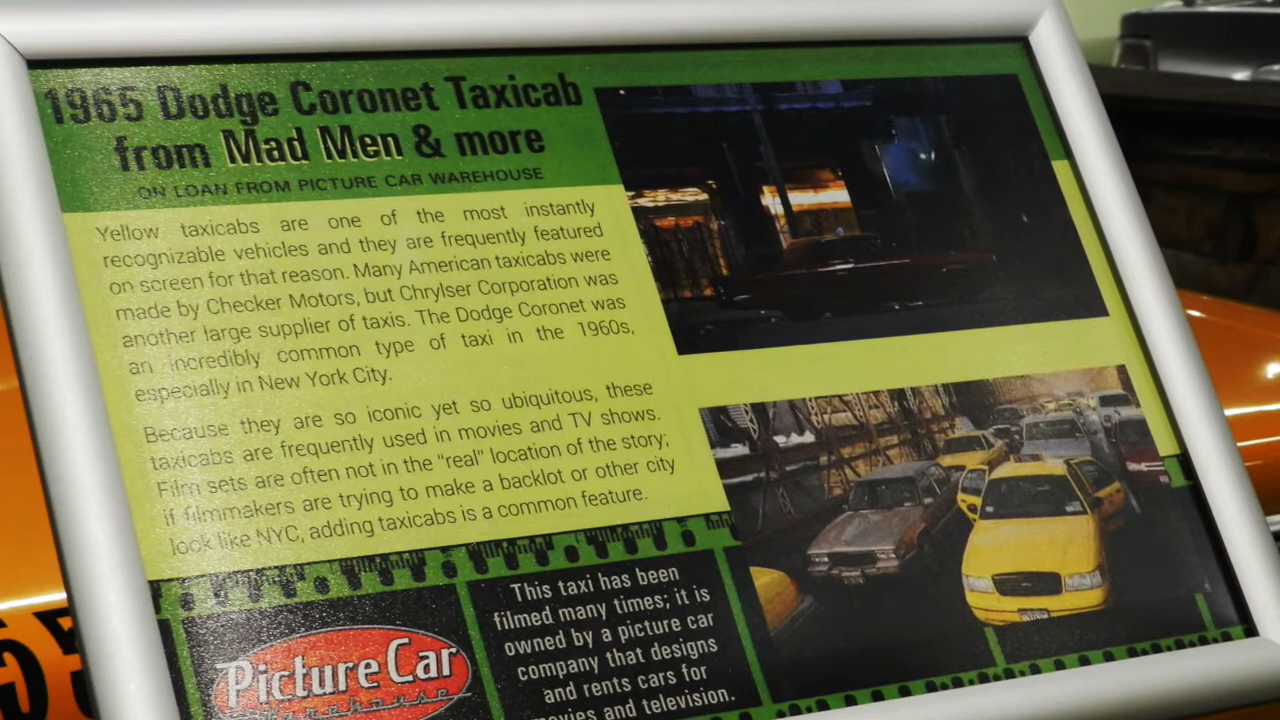 1965 Dodge Coronet Taxicab
from Mad Men & more
ON LOAN FROM PICTURE CAR WAREHOUSE
Yellow taxicabs are one of the most instantly
recognizable vehicles and they are frequently featured
on screen for that reason. Many American taxicabs were
made by Checker Motors, but Chrylser Corporation was
another large supplier of taxis. The Dodge Coronet was
an incredibly common type of taxi in the 1960s,
especially in New York City.
Because they are so iconic yet so ubiquitous, these
taxicabs are frequently used in movies and TV shows.
Film sets are often not in the "real" location of the story;
if filmmakers are trying to make a backlot or other city
look like NYC, adding taxicabs is a common feature.
Picture Car
Warehouse
This taxi has been
filmed many times; it is
owned by a picture car
company that designs
and rents cars for
movies and television.